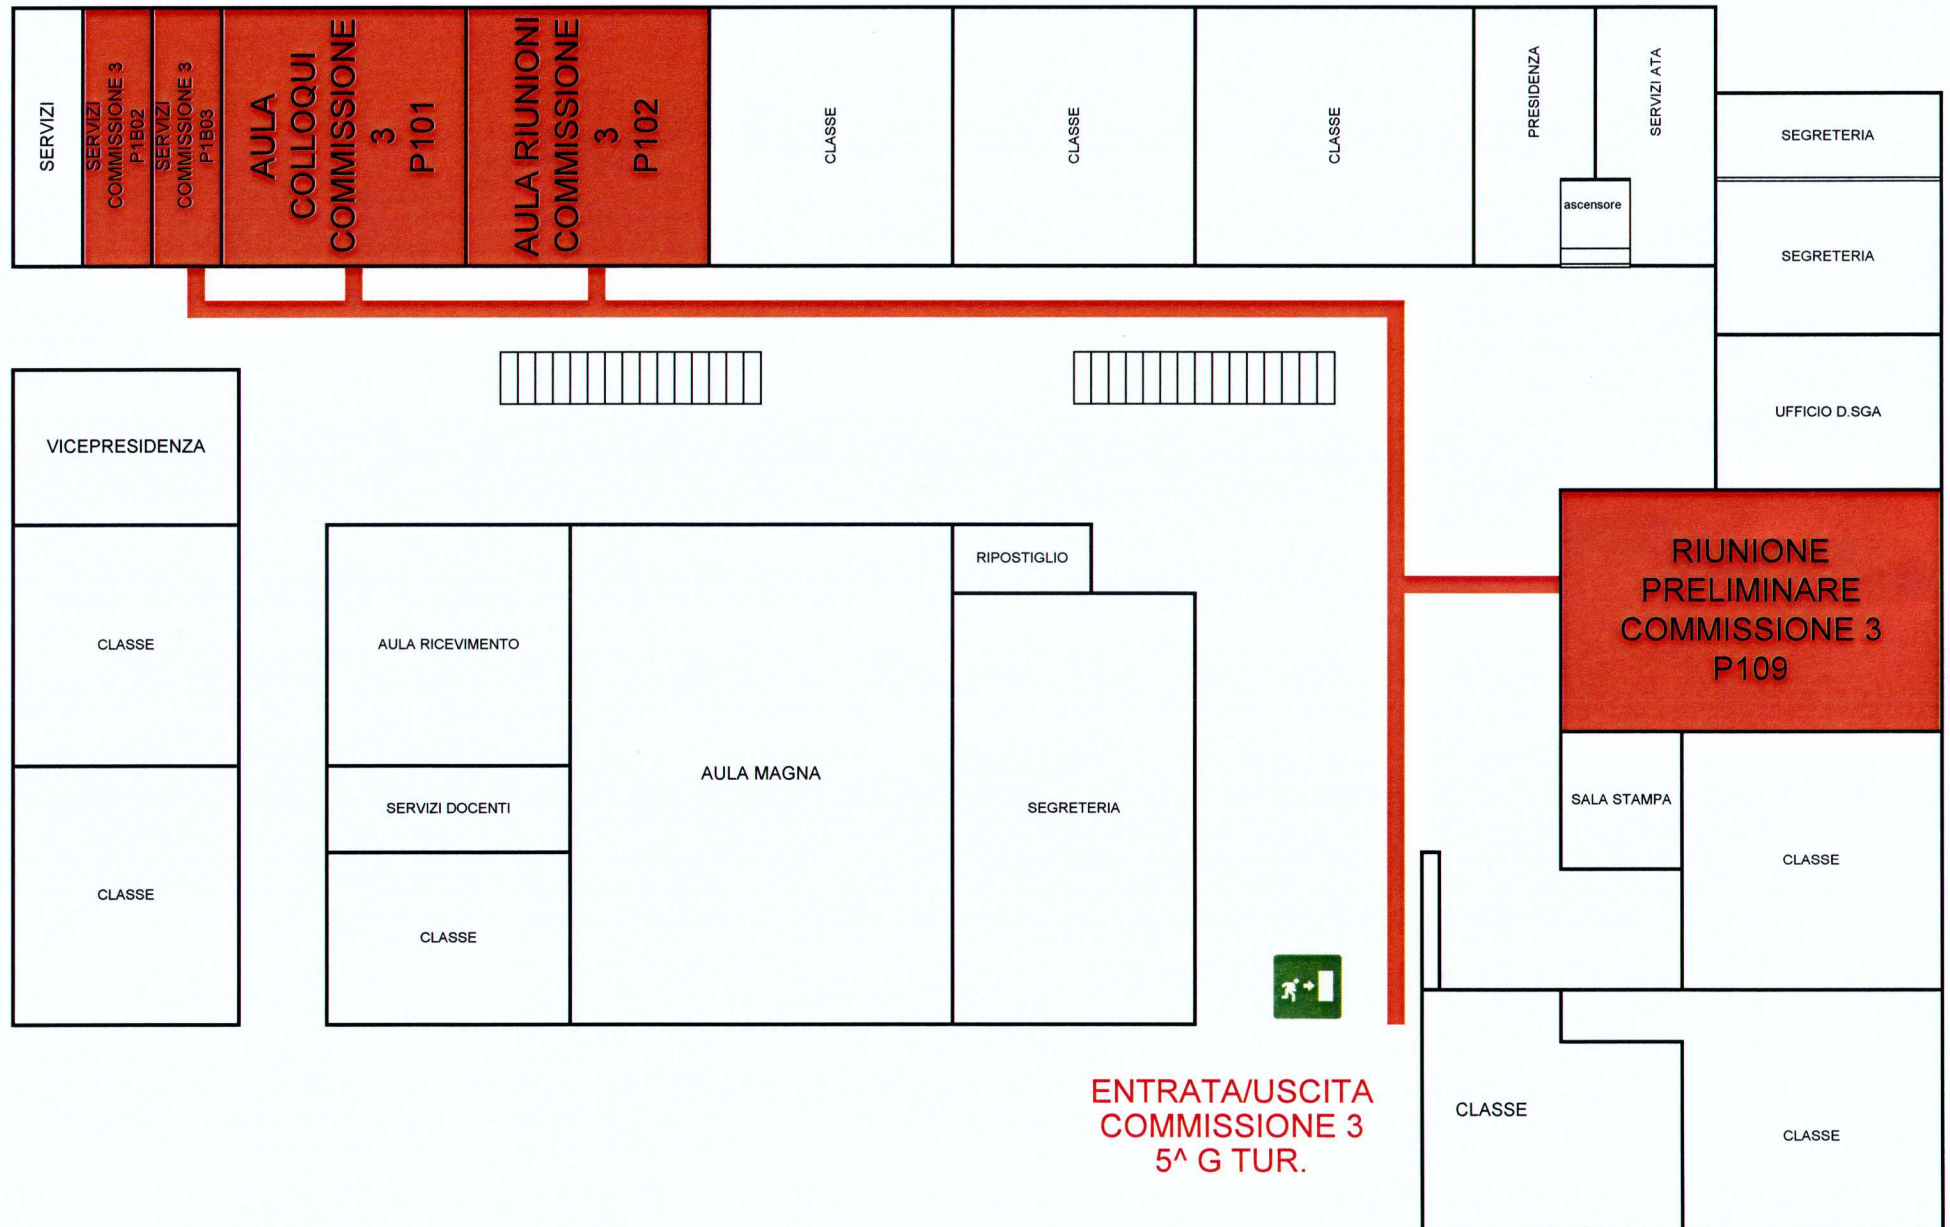 SERVIZI
SERVIZI
COMMISSIONE 3
P1B02
SERVIZI
COMMISSIONE 3
P1B03
AULA
COLLOQUI
COMMISSIONE
3
P101
AULA RIUNIONI
COMMISSIONE
3
P102
CLASSE
CLASSE
CLASSE
PRESIDENZA
SERVIZI ATA
ascensore
SEGRETERIA
SEGRETERIA
UFFICIO D.SGA
VICEPRESIDENZA
CLASSE
CLASSE
AULA RICEVIMENTO
SERVIZI DOCENTI
CLASSE
AULA MAGNA
RIPOSTIGLIO
SEGRETERIA
RIUNIONE
PRELIMINARE
COMMISSIONE 3
P109
SALA STAMPA
CLASSE
CLASSE
CLASSE
ENTRATA/USCITA
COMMISSIONE 3
5^ G TUR.